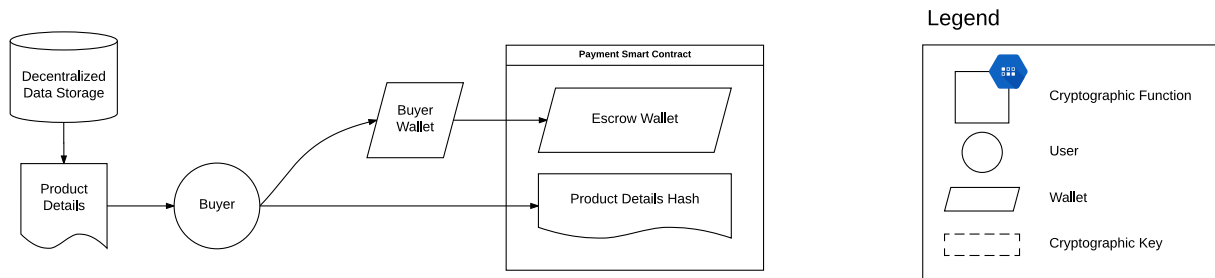 Legend
Payment Smart Contract
Decentralized
Data Storage
Buyer
Wallet
Escrow Wallet
Product
Details
Buyer
Product Details Hash
Cryptographic Function
User
Wallet
Cryptographic Key